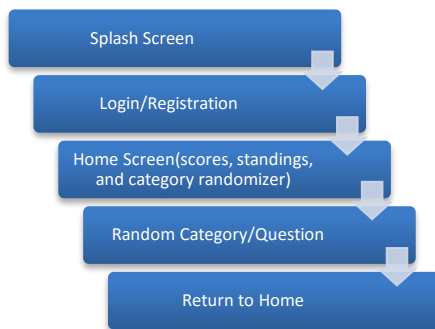 Splash Screen
Login/Registration
Home Screen(scores, standings,
and category randomizer)
Random Category/Question
Return to Home